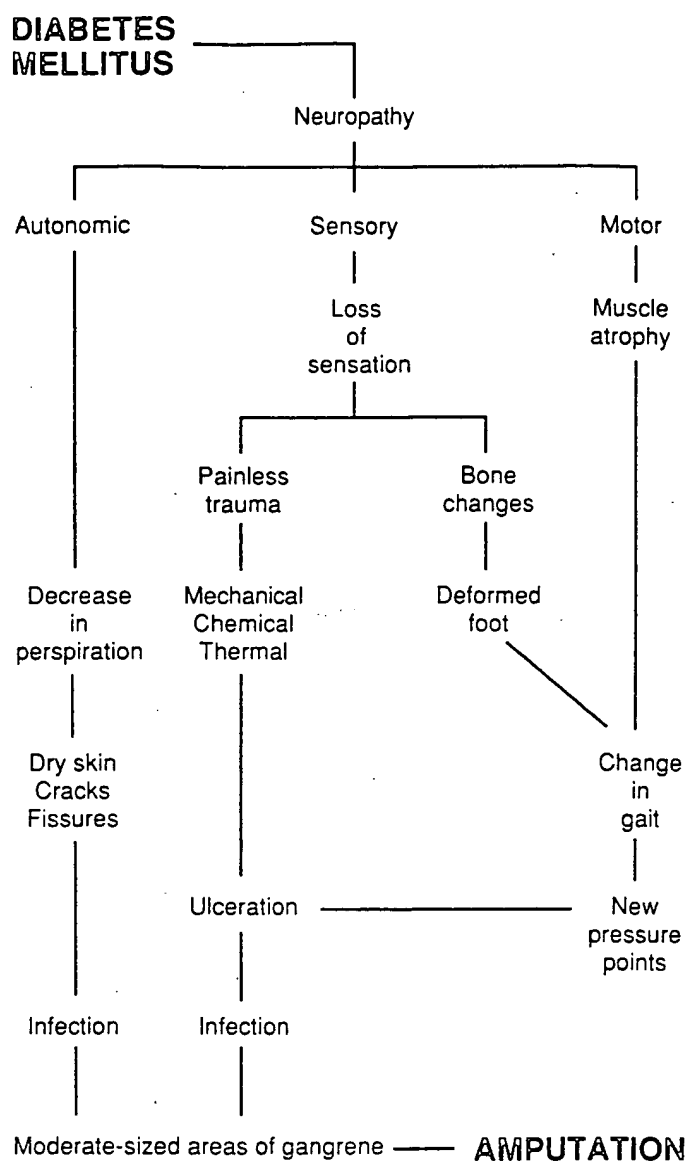 DIABETES
MELLITUS
Neuropathy
Autonomic
Sensory
Motor
Loss
of
sensation
Muscle
atrophy
Painless
trauma
Bone
changes
Decrease
in
perspiration
Mechanical
Chemical
Thermal
Deformed
foot
Dry skin
Cracks
Fissures
Change
in
gait
Ulceration
New
pressure
points
Infection
Infection
Moderate-sized areas of gangrene
AMPUTATION